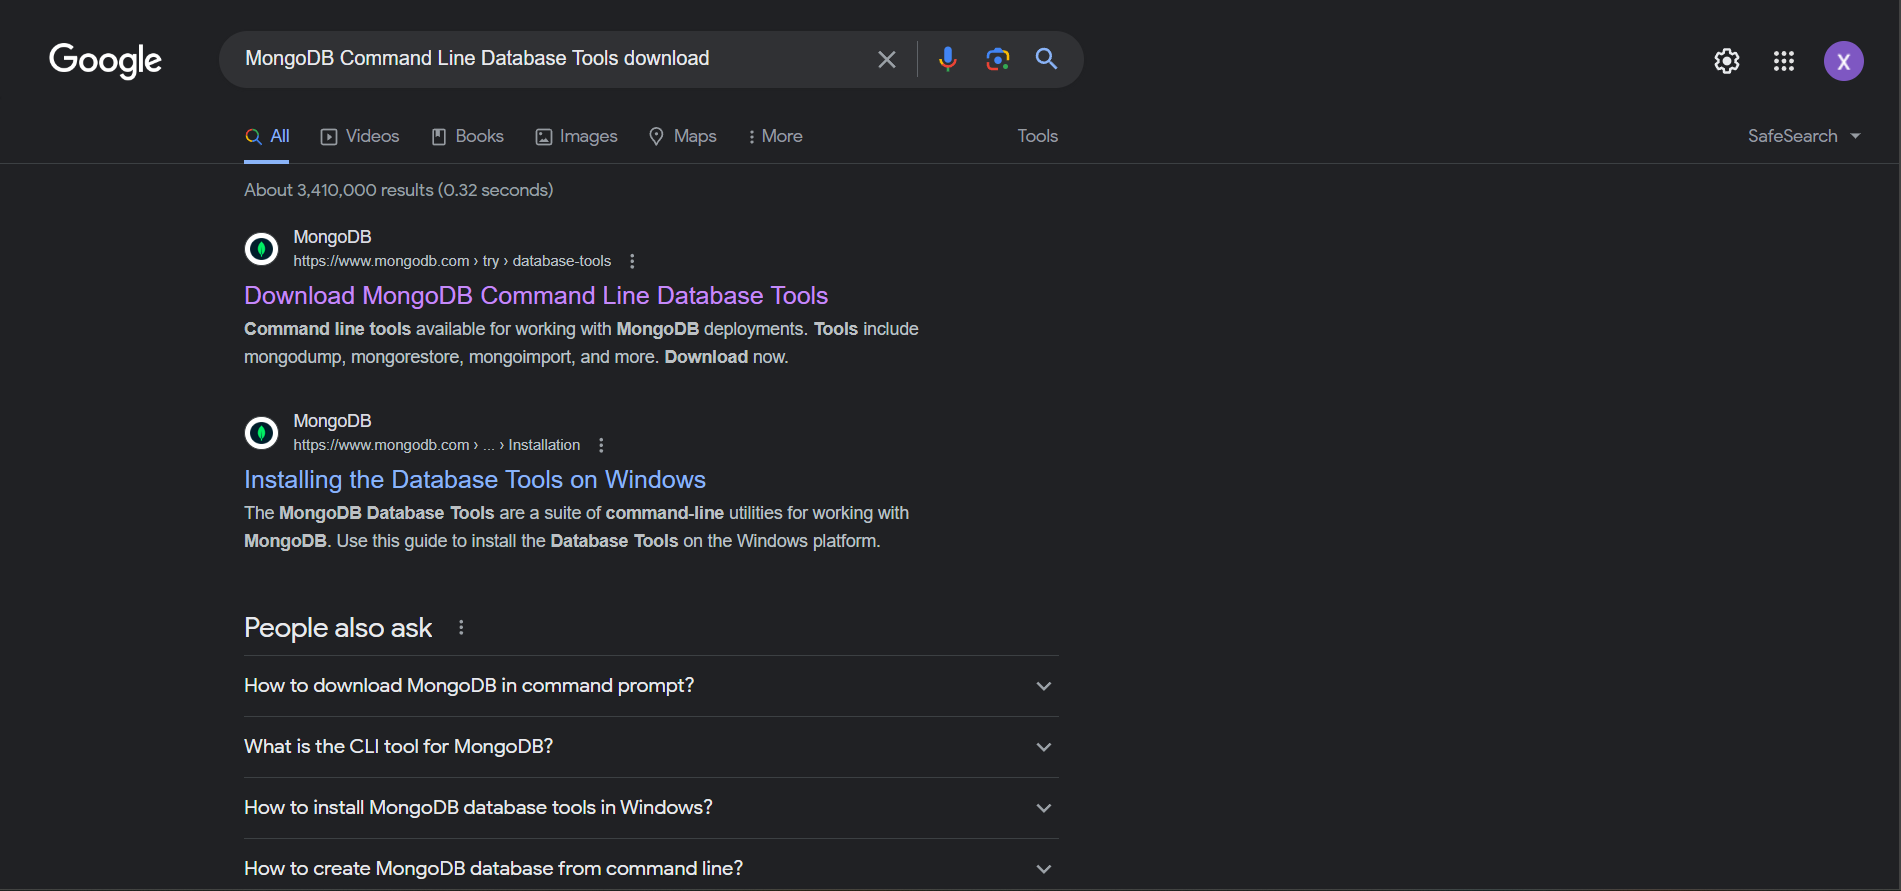 Google
MongoDB Command Line Database Tools download
X
All
Videos
Books
Images
Maps
More
Tools
SafeSearch
About 3,410,000 results (0.32 seconds)
MongoDB
https://www.mongodb.com › try › database-tools
Download MongoDB Command Line Database Tools
Command line tools available for working with MongoDB deployments. Tools include
mongodump, mongorestore, mongoimport, and more. Download now.
MongoDB
https://www.mongodb.com › ... › Installation
Installing the Database Tools on Windows
The MongoDB Database Tools are a suite of command-line utilities for working with
MongoDB. Use this guide to install the Database Tools on the Windows platform.
People also ask
How to download MongoDB in command prompt?
What is the CLI tool for MongoDB?
How to install MongoDB database tools in Windows?
How to create MongoDB database from command line?